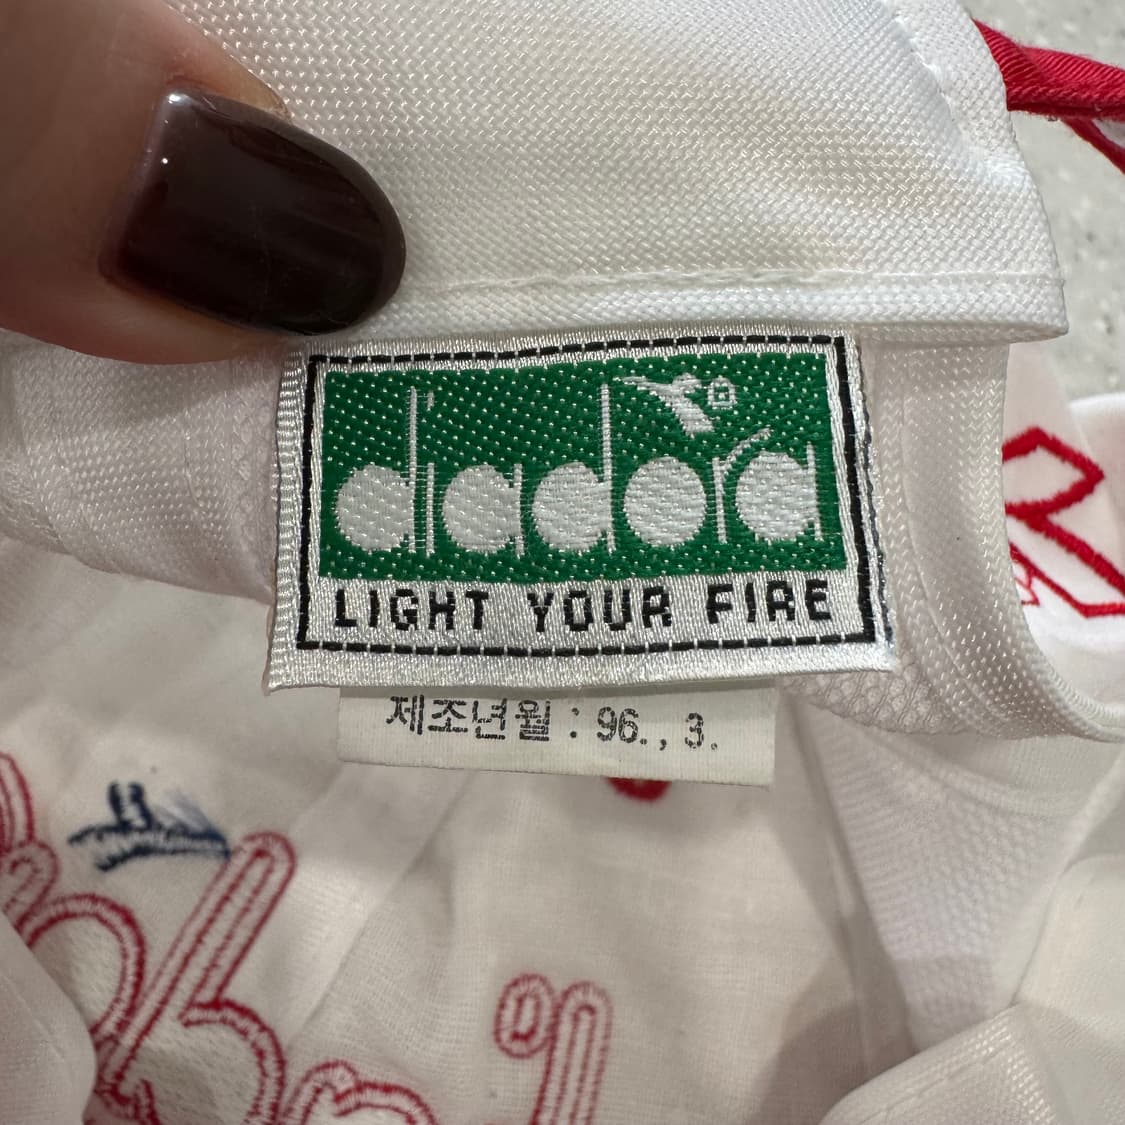 diadora
LIGHT YOUR FIRE
제조년월 : 96., 3.